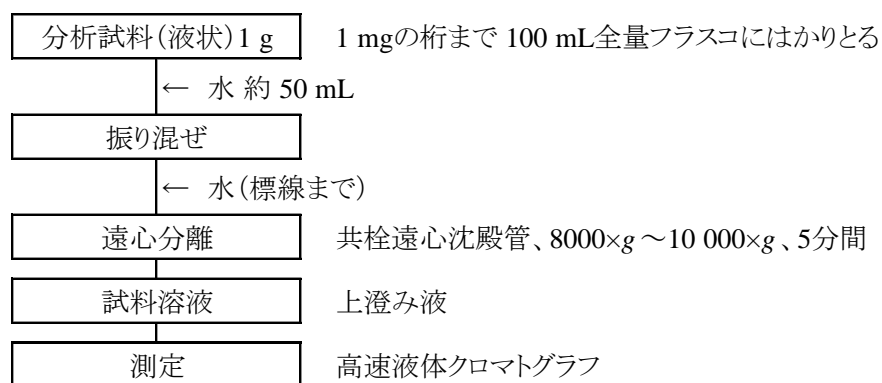 分析試料(液状)1 g 1 mgの桁まで 100 mL全量フラスコにはかりとる
← 水 約 50 mL
振り混ぜ
← 水(標線まで)
遠心分離 共栓遠心沈殿管、8000×g~10 000×g、5分間
試料溶液 上澄み液
測定 高速液体クロマトグラフ